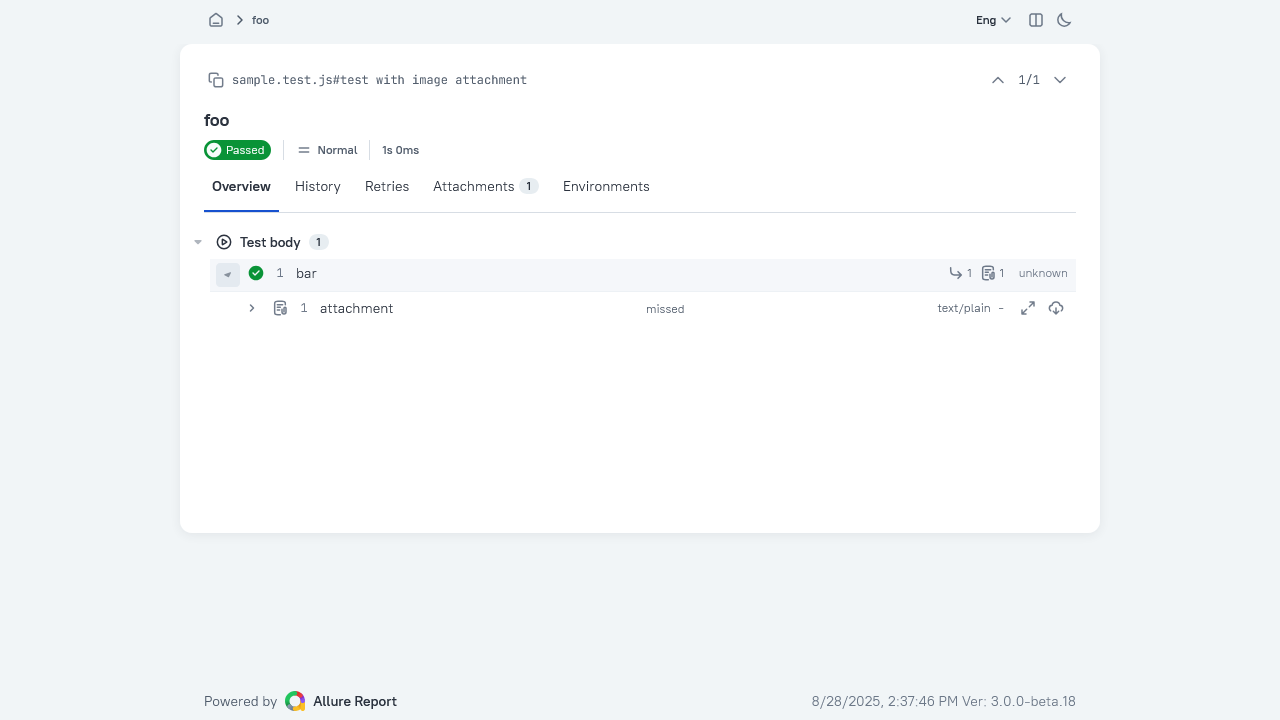 foo
Eng
sample.test.js#test with image attachment
1/1
foo
Passed
Normal
1s 0ms
Overview
History
Retries
Attachments 1
Environments
Test body 1
1 bar
1
1
unknown
1 attachment
missed
text/plain -
Powered by Allure Report
8/28/2025, 2:37:46 PM Ver: 3.0.0-beta.18